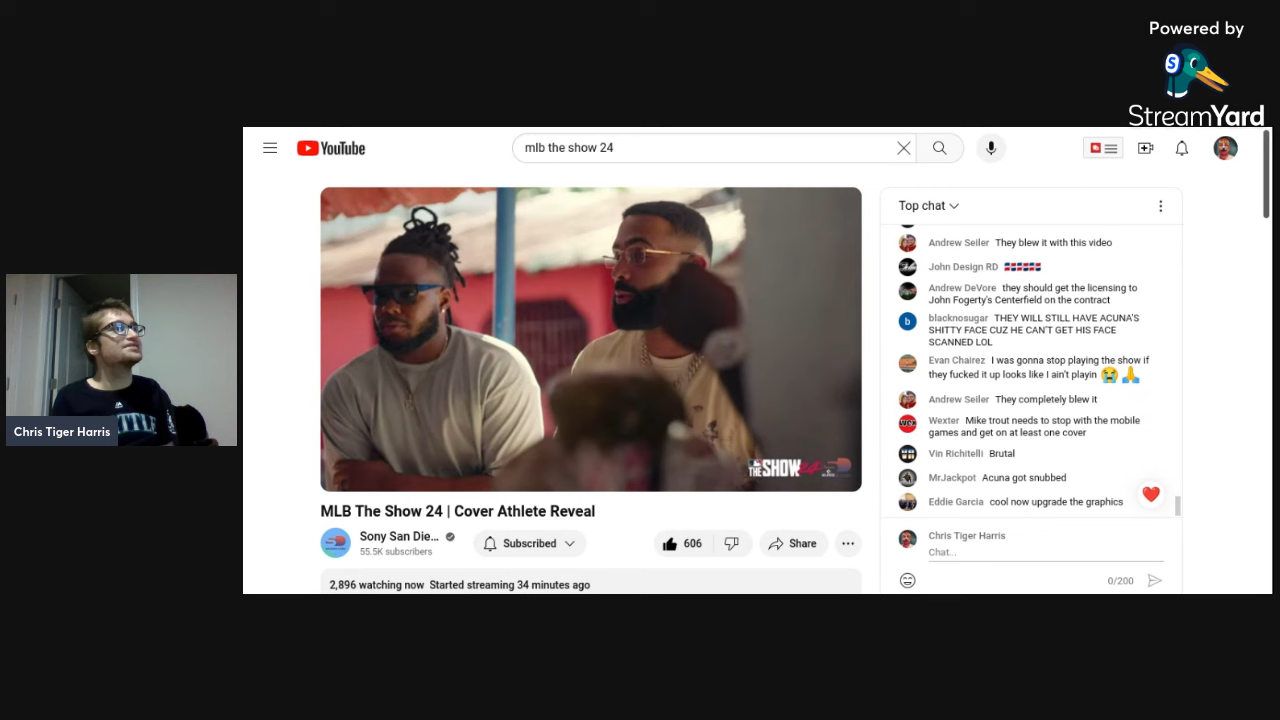 Powered by
S
StreamYard
YouTube
mlb the show 24
Top chat
Andrew Seiler They blew it with this video
John Design RD 🇩🇴🇩🇴🇩🇴🇩🇴🇩🇴
Andrew DeVore they should get the licensing to
John Fogerty's Centerfield on the contract
b
blacknosugar THEY WILL STILL HAVE ACUNA'S
SHITTY FACE CUZ HE CAN'T GET HIS FACE
SCANNED LOL
Evan Chairez I was gonna stop playing the show if
they fucked it up looks like I ain't playin 😭 🙏
Andrew Seiler They completely blew it
Wexter Mike trout needs to stop with the mobile
games and get on at least one cover
Vin Richitelli Brutal
MrJackpot Acuna got snubbed
Eddie Garcia cool now upgrade the graphics
Chris Tiger Harris
Chat...
0/200
THE SHOW 24
MLB The Show 24 | Cover Athlete Reveal
Sony San Die...
55.5K subscribers
Subscribed
606
Share
2,896 watching now Started streaming 34 minutes ago
Chris Tiger Harris